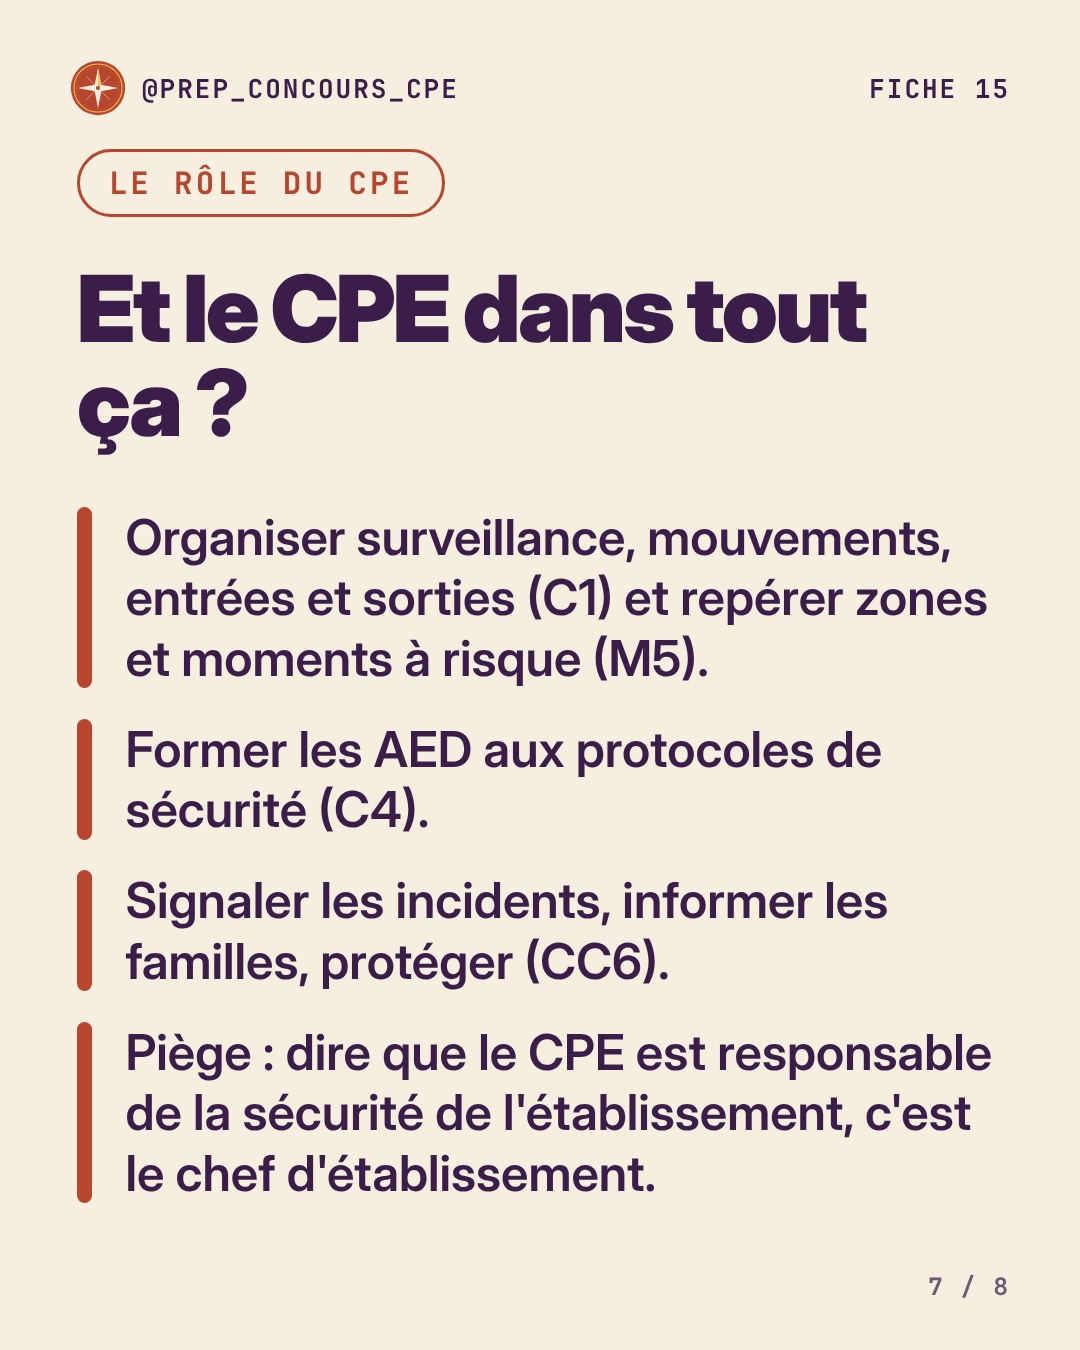 @PREP_CONCOURS_CPE
FICHE 15
LE RÔLE DU CPE
Et le CPE dans tout
ça ?
Organiser surveillance, mouvements,
entrées et sorties (C1) et repérer zones
et moments à risque (M5).
Former les AED aux protocoles de
sécurité (C4).
Signaler les incidents, informer les
familles, protéger (CC6).
Piège : dire que le CPE est responsable
de la sécurité de l'établissement, c'est
le chef d'établissement.
7 / 8